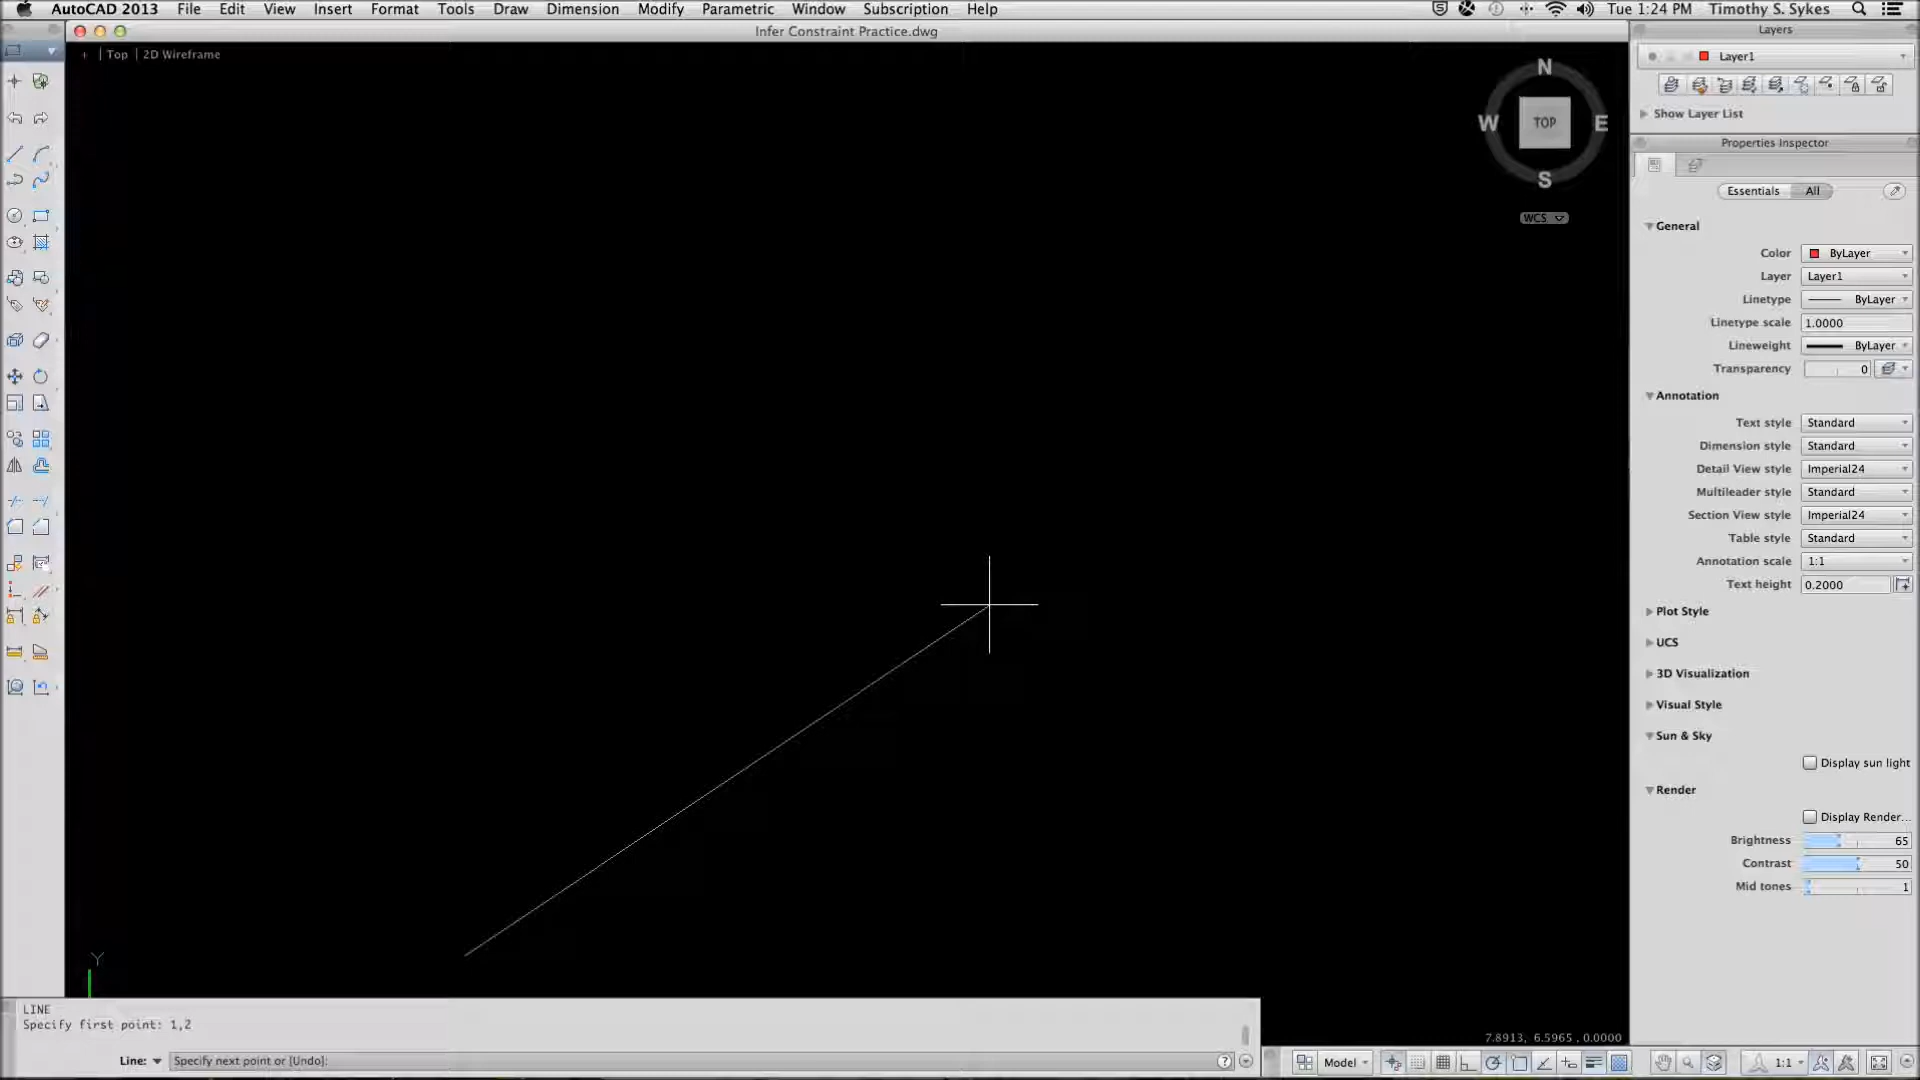 AutoCAD 2013 File Edit View Insert Format Tools Draw Dimension Modify Parametric Window Subscription Help Tue 1:24 PM Timothy S. Sykes
Infer Constraint Practice.dwg
+ | Top | 2D Wireframe
N
W TOP E
S
WCS
Layers
Layer1
Show Layer List
Properties Inspector
Essentials All
General
Color ByLayer
Layer Layer1
Linetype ByLayer
Linetype scale 1.0000
Lineweight ByLayer
Transparency 0
Annotation
Text style Standard
Dimension style Standard
Detail View style Imperial24
Multileader style Standard
Section View style Imperial24
Table style Standard
Annotation scale 1:1
Text height 0.2000
Plot Style
UCS
3D Visualization
Visual Style
Sun & Sky
Display sun light
Render
Display Render...
Brightness 65
Contrast 50
Mid tones 1
Y
LINE
Specify first point: 1,2
Line: Specify next point or [Undo]:
?
7.8913, 6.5965 ,0.0000
Model 1:1